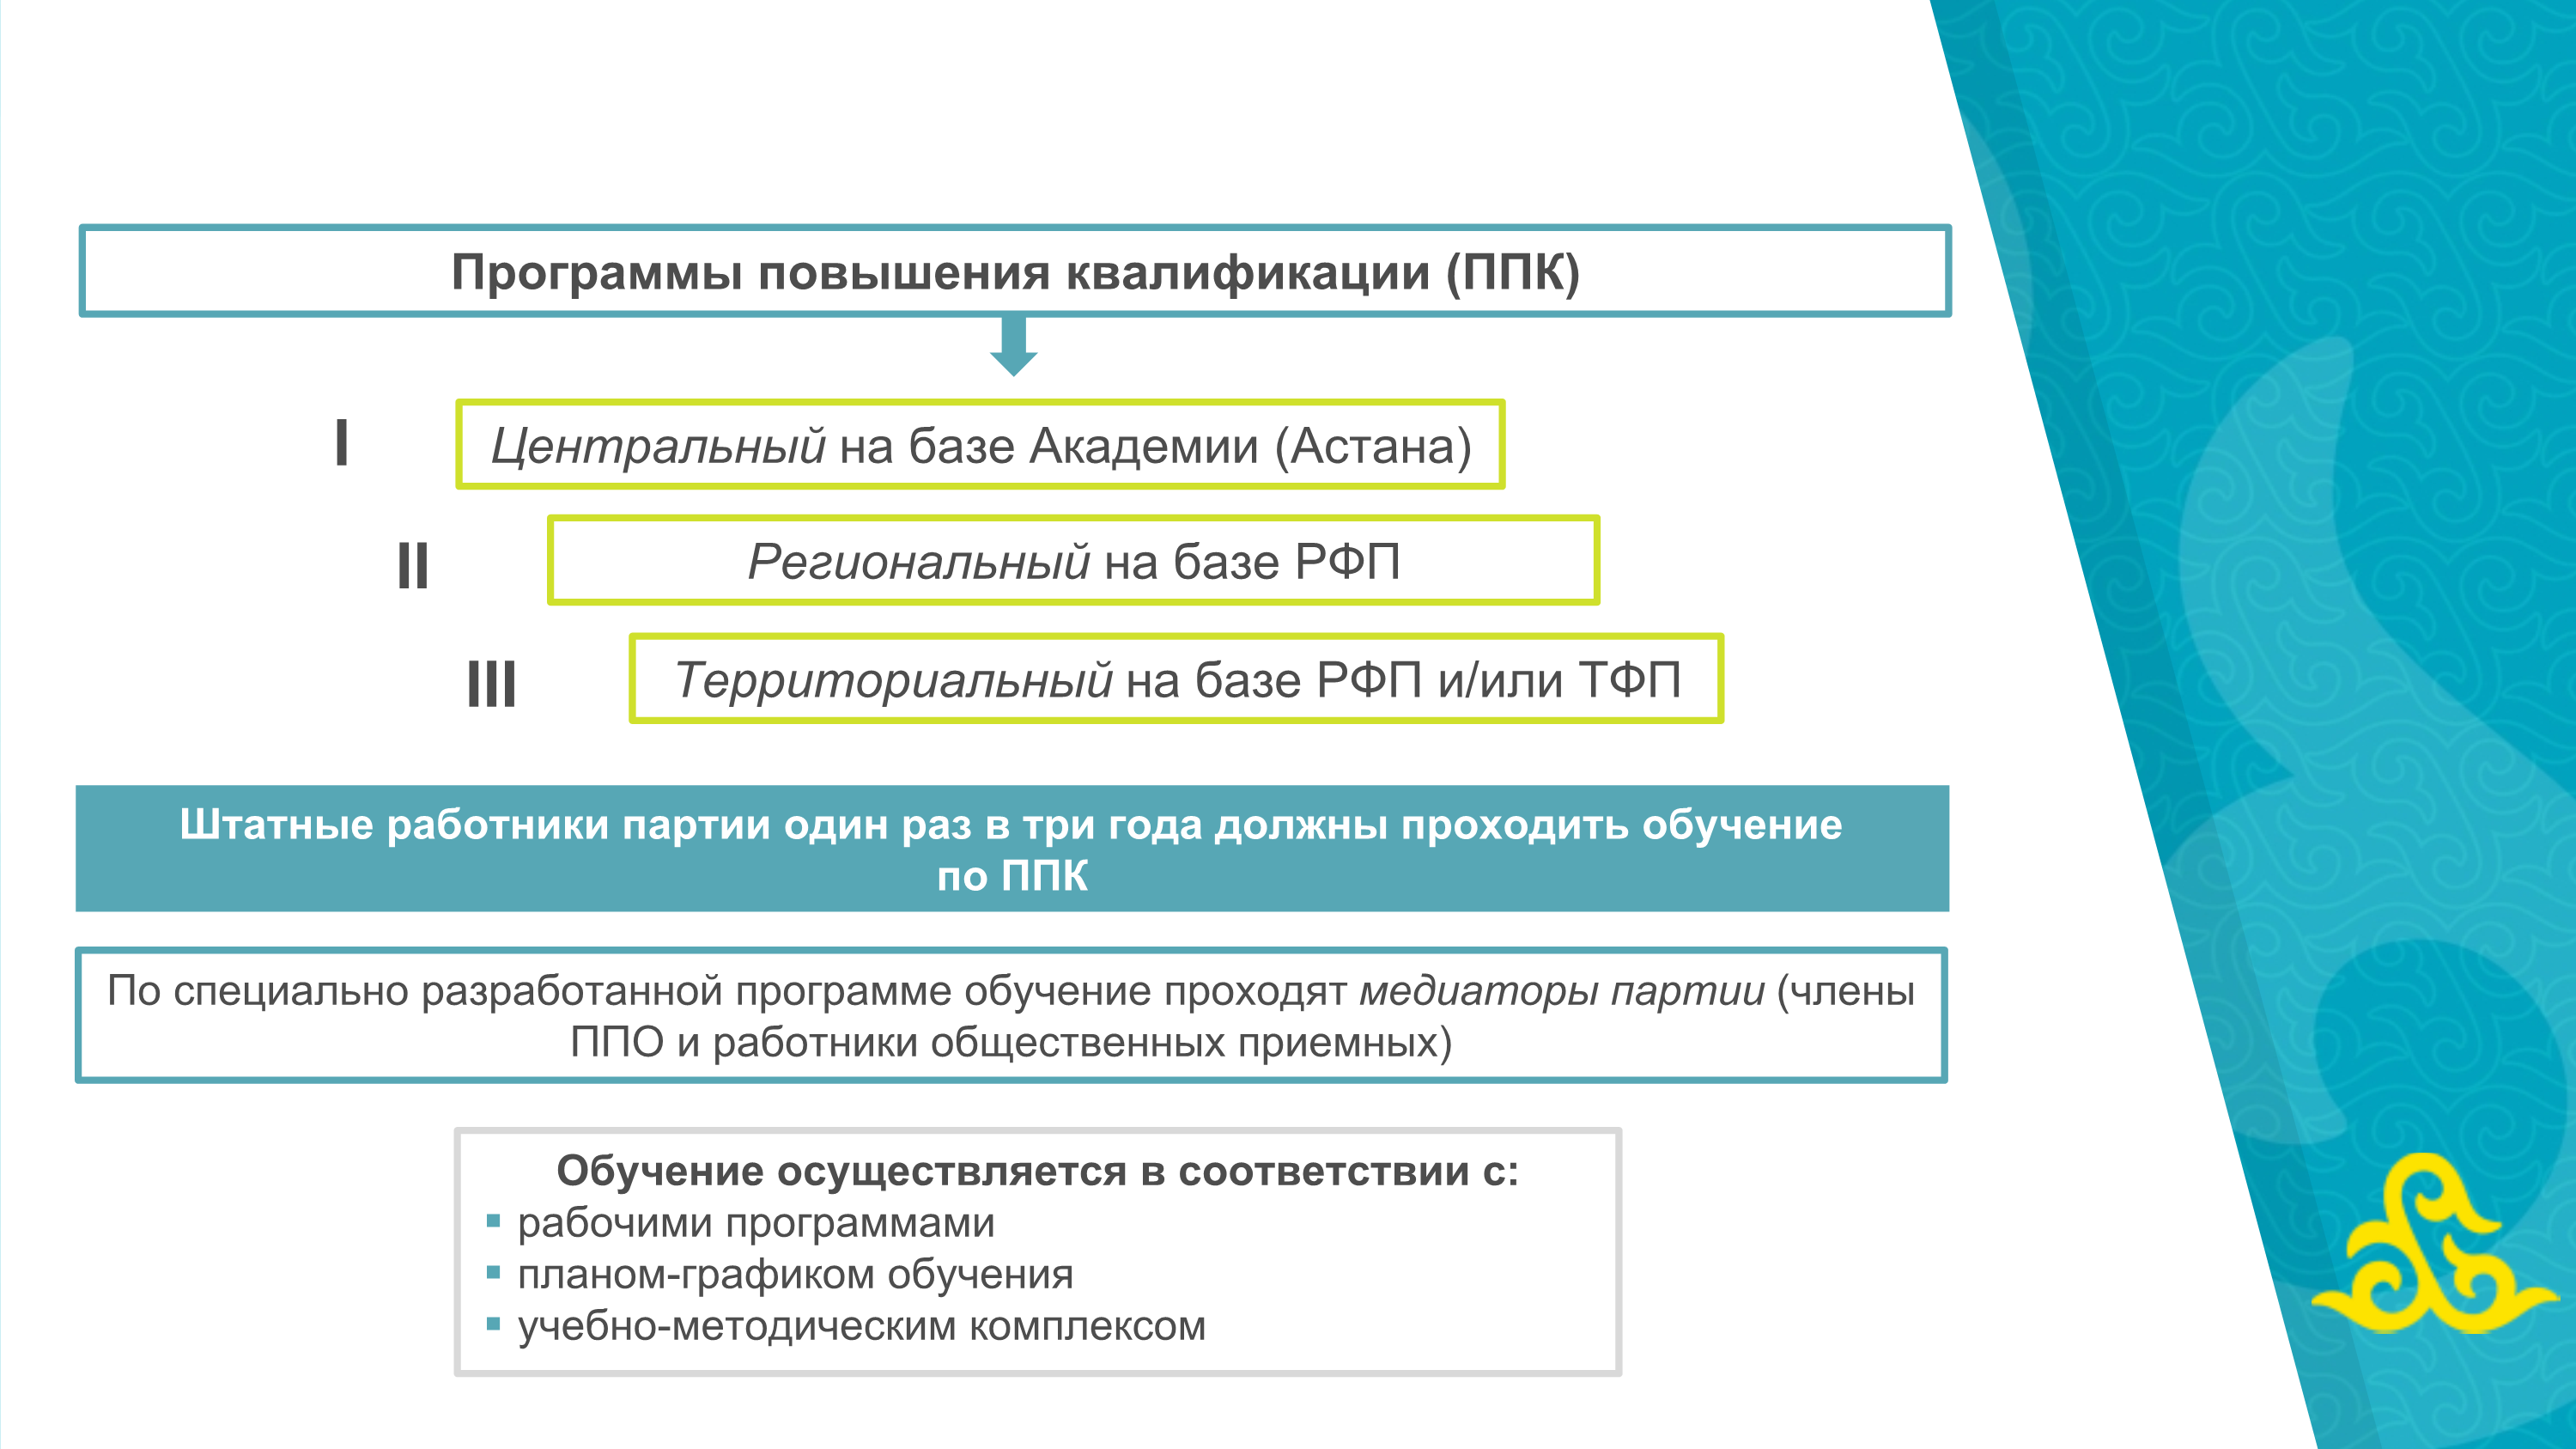 Программы повышения квалификации (ППК)
I
Центральный на базе Академии (Астана)
II
Региональный на базе РФП
III
Территориальный на базе РФП и/или ТФП
Штатные работники партии один раз в три года должны проходить обучение
по ППК
По специально разработанной программе обучение проходят медиаторы партии (члены
ППО и работники общественных приемных)
Обучение осуществляется в соответствии с:
▪ рабочими программами
▪ планом-графиком обучения
▪ учебно-методическим комплексом